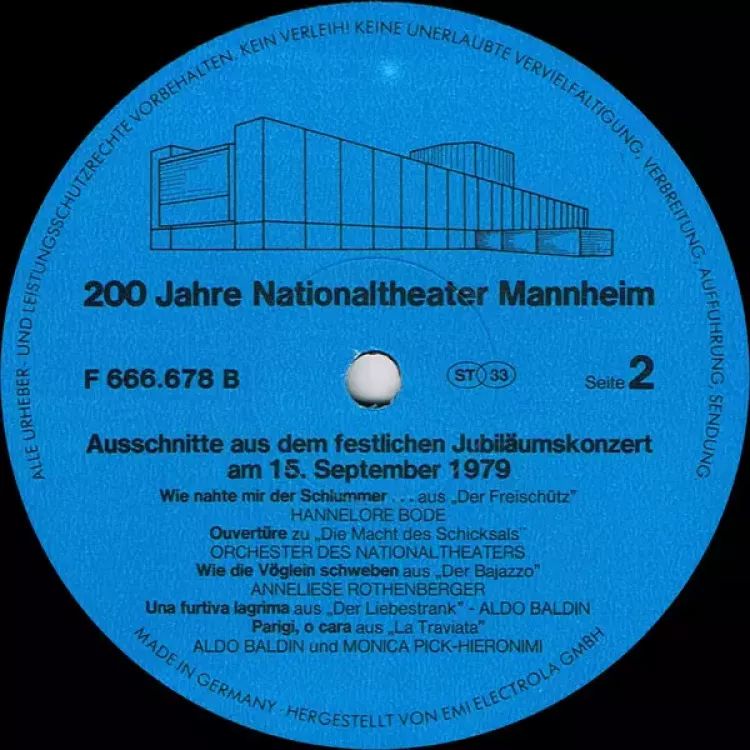 ALLE URHEBER - UND LEISTUNGSSCHUTZRECHTE VORBEHALTEN. KEIN VERLEIH! KEINE UNERLAUBTE VERVIELFÄLTIGUNG, VERBREITUNG, AUFFÜHRUNG, SENDUNG
200 Jahre Nationaltheater Mannheim
F 666.678 B ST 33 Seite 2
Ausschnitte aus dem festlichen Jubiläumskonzert
am 15. September 1979
Wie nahte mir der Schlummer . . . aus „Der Freischütz"
HANNELORE BODE
Ouvertüre zu „Die Macht des Schicksals"
ORCHESTER DES NATIONALTHEATERS
Wie die Vöglein schweben aus „Der Bajazzo"
ANNELIESE ROTHENBERGER
Una furtiva lagrima aus „Der Liebestrank" - ALDO BALDIN
Parigi, o cara aus „La Traviata"
ALDO BALDIN und MONICA PICK-HIERONIMI
MADE IN GERMANY · HERGESTELLT VON EMI ELECTROLA GMBH